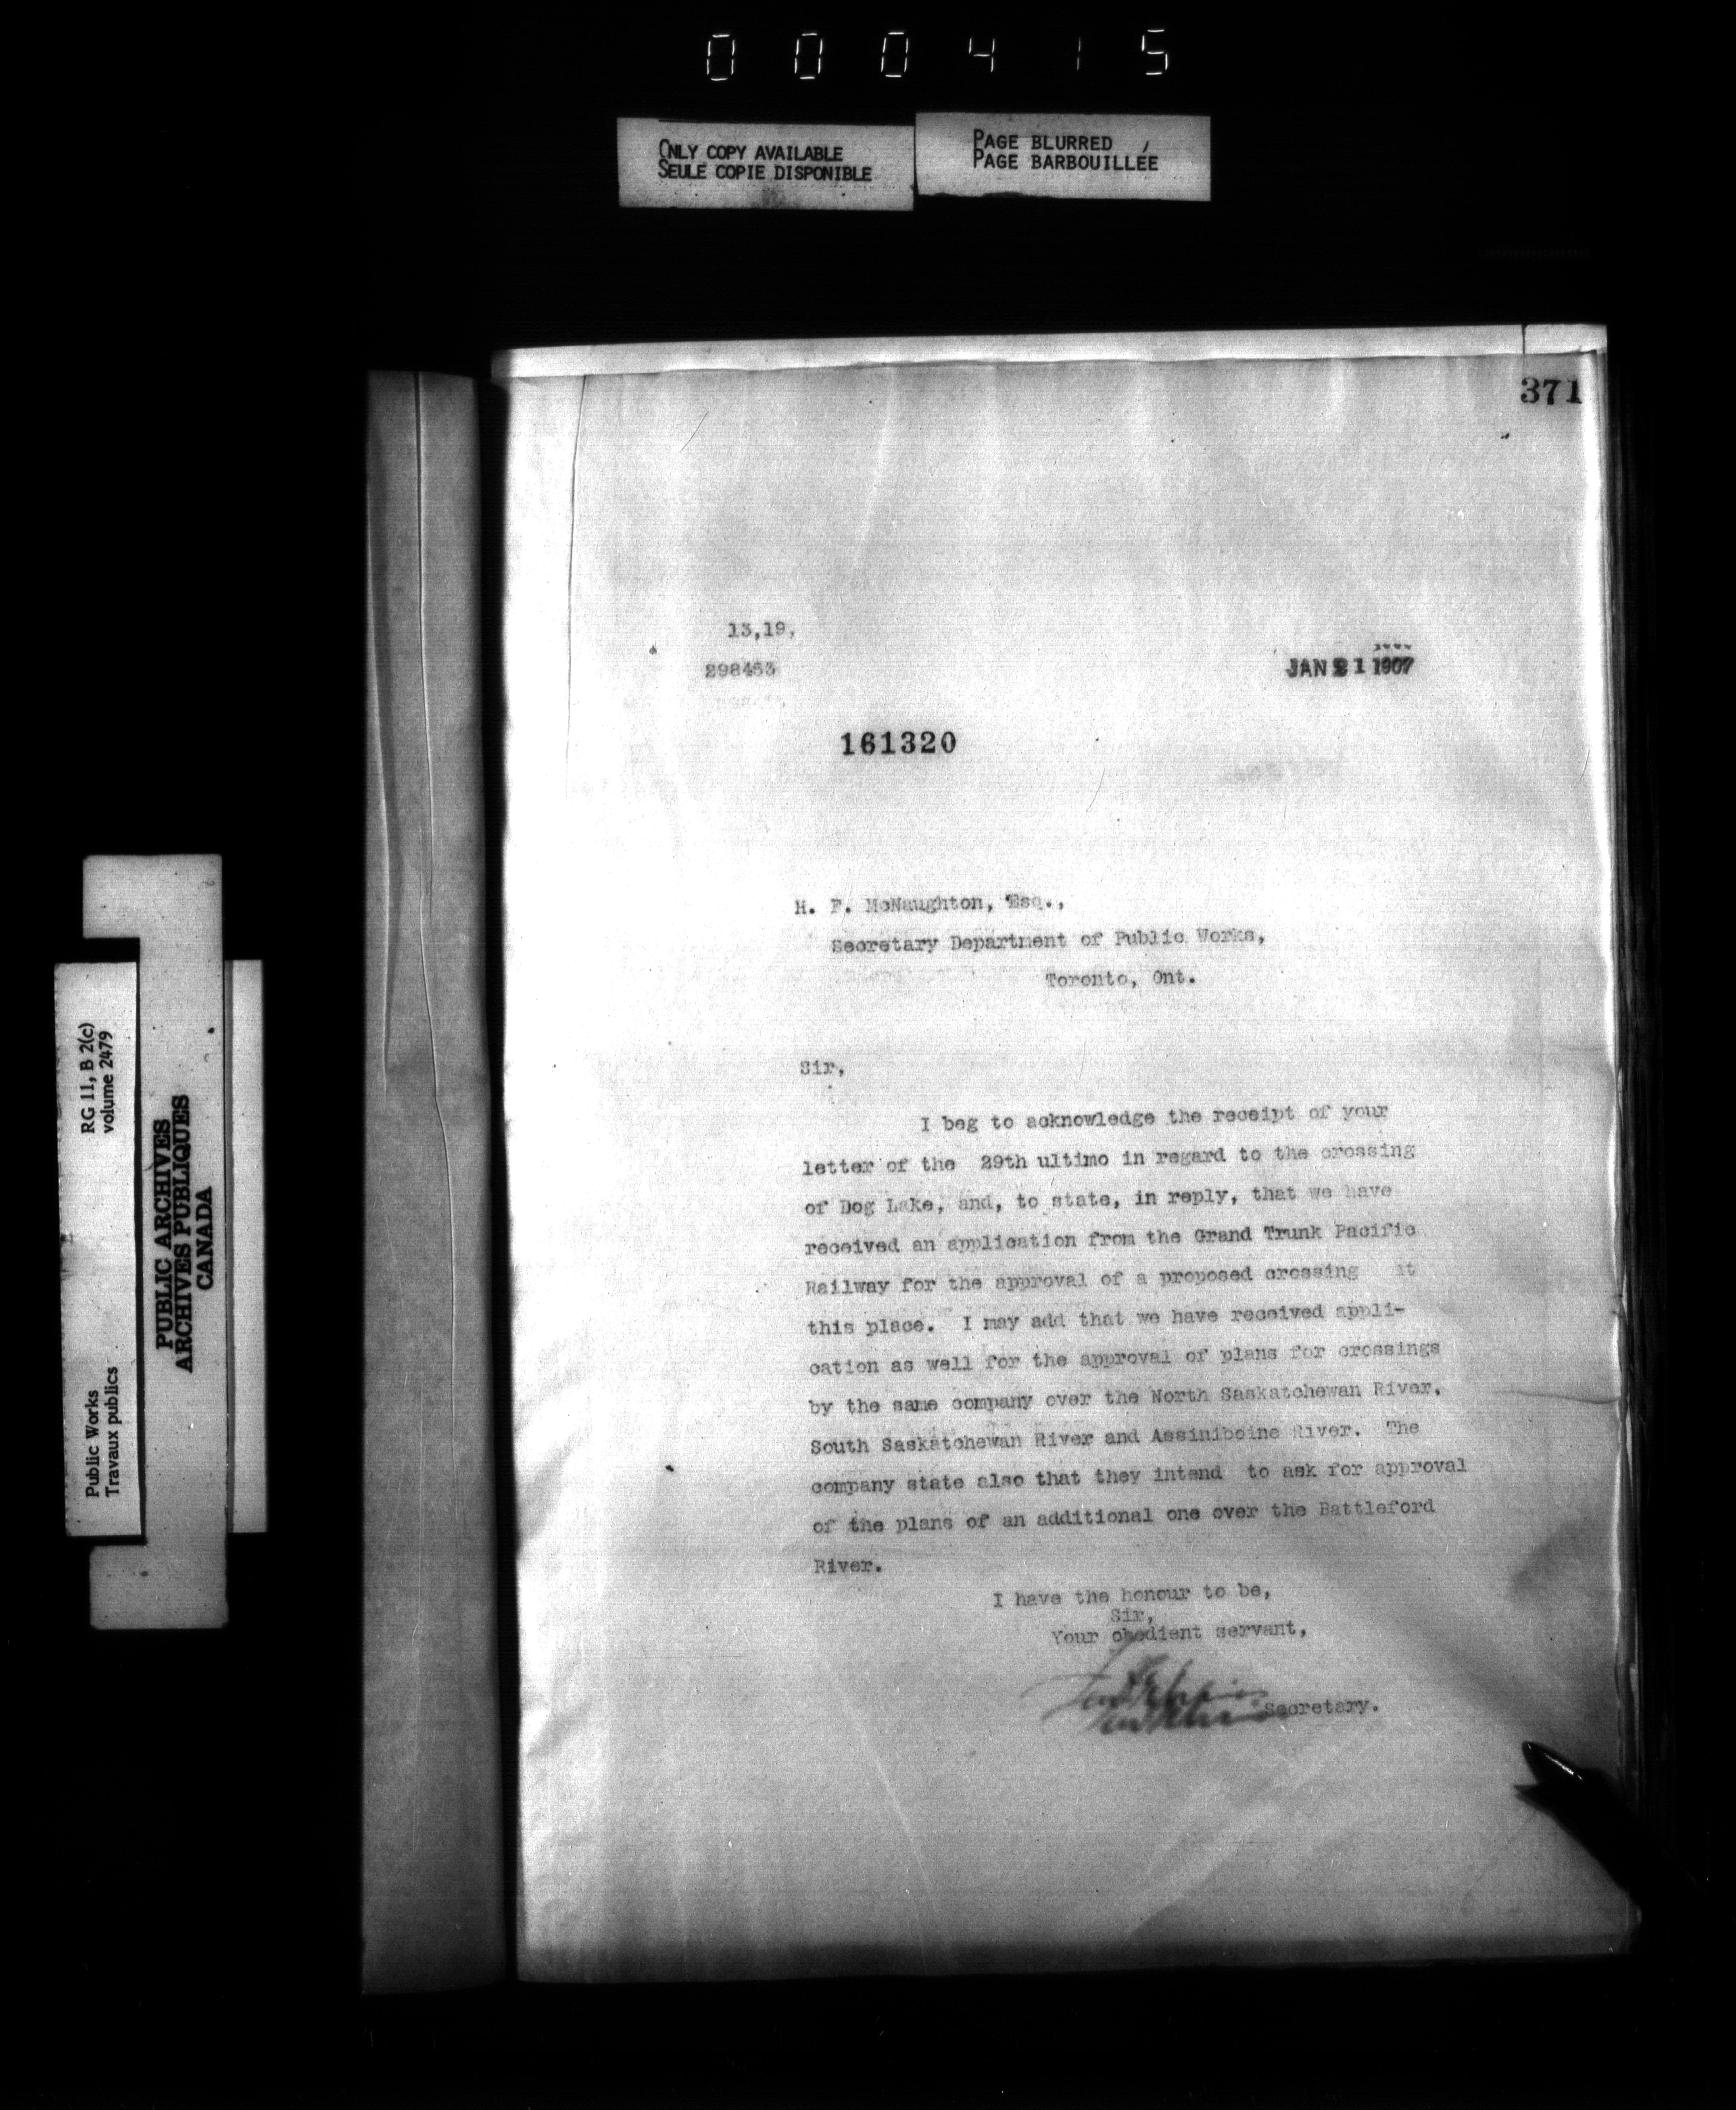 000415
ONLY COPY AVAILABLE
SEULE COPIE DISPONIBLE
PAGE BLURRED
PAGE BARBOUILLÉE
371
13,19,
298453
JAN 21 1907
161320
H. F. McNaughton, Esq.,
Secretary Department of Public Works,
Toronto, Ont.
Sir,
I beg to acknowledge the receipt of your
letter of the 29th ultimo in regard to the crossing
of Dog Lake, and, to state, in reply, that we have
received an application from the Grand Trunk Pacific
Railway for the approval of a proposed crossing at
this place. I may add that we have received appli-
cation as well for the approval of plans for crossings
by the same company over the North Saskatchewan River,
South Saskatchewan River and Assiniboine River. The
company state also that they intend to ask for approval
of the plans of an additional one over the Battleford
River.
I have the honour to be,
Sir,
Your obedient servant,
Secretary.
RG 11, B 2(c)
volume 2479
Public Works
Travaux publics
PUBLIC ARCHIVES
ARCHIVES PUBLIQUES
CANADA